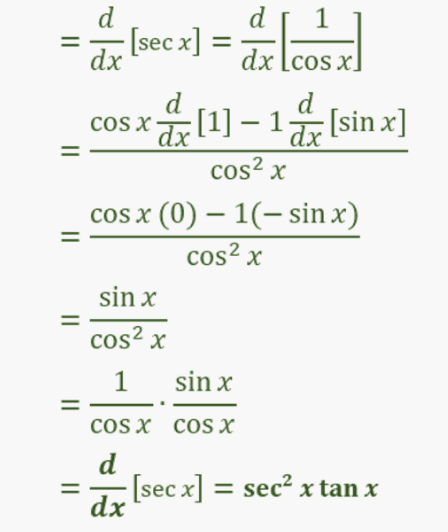 = d/dx [sec x] = d/dx [1/cos x]
= (cos x d/dx [1] − 1 d/dx [sin x])/cos² x
= (cos x (0) − 1(− sin x))/cos² x
= sin x/cos² x
= 1/cos x · sin x/cos x
= d/dx [sec x] = sec² x tan x